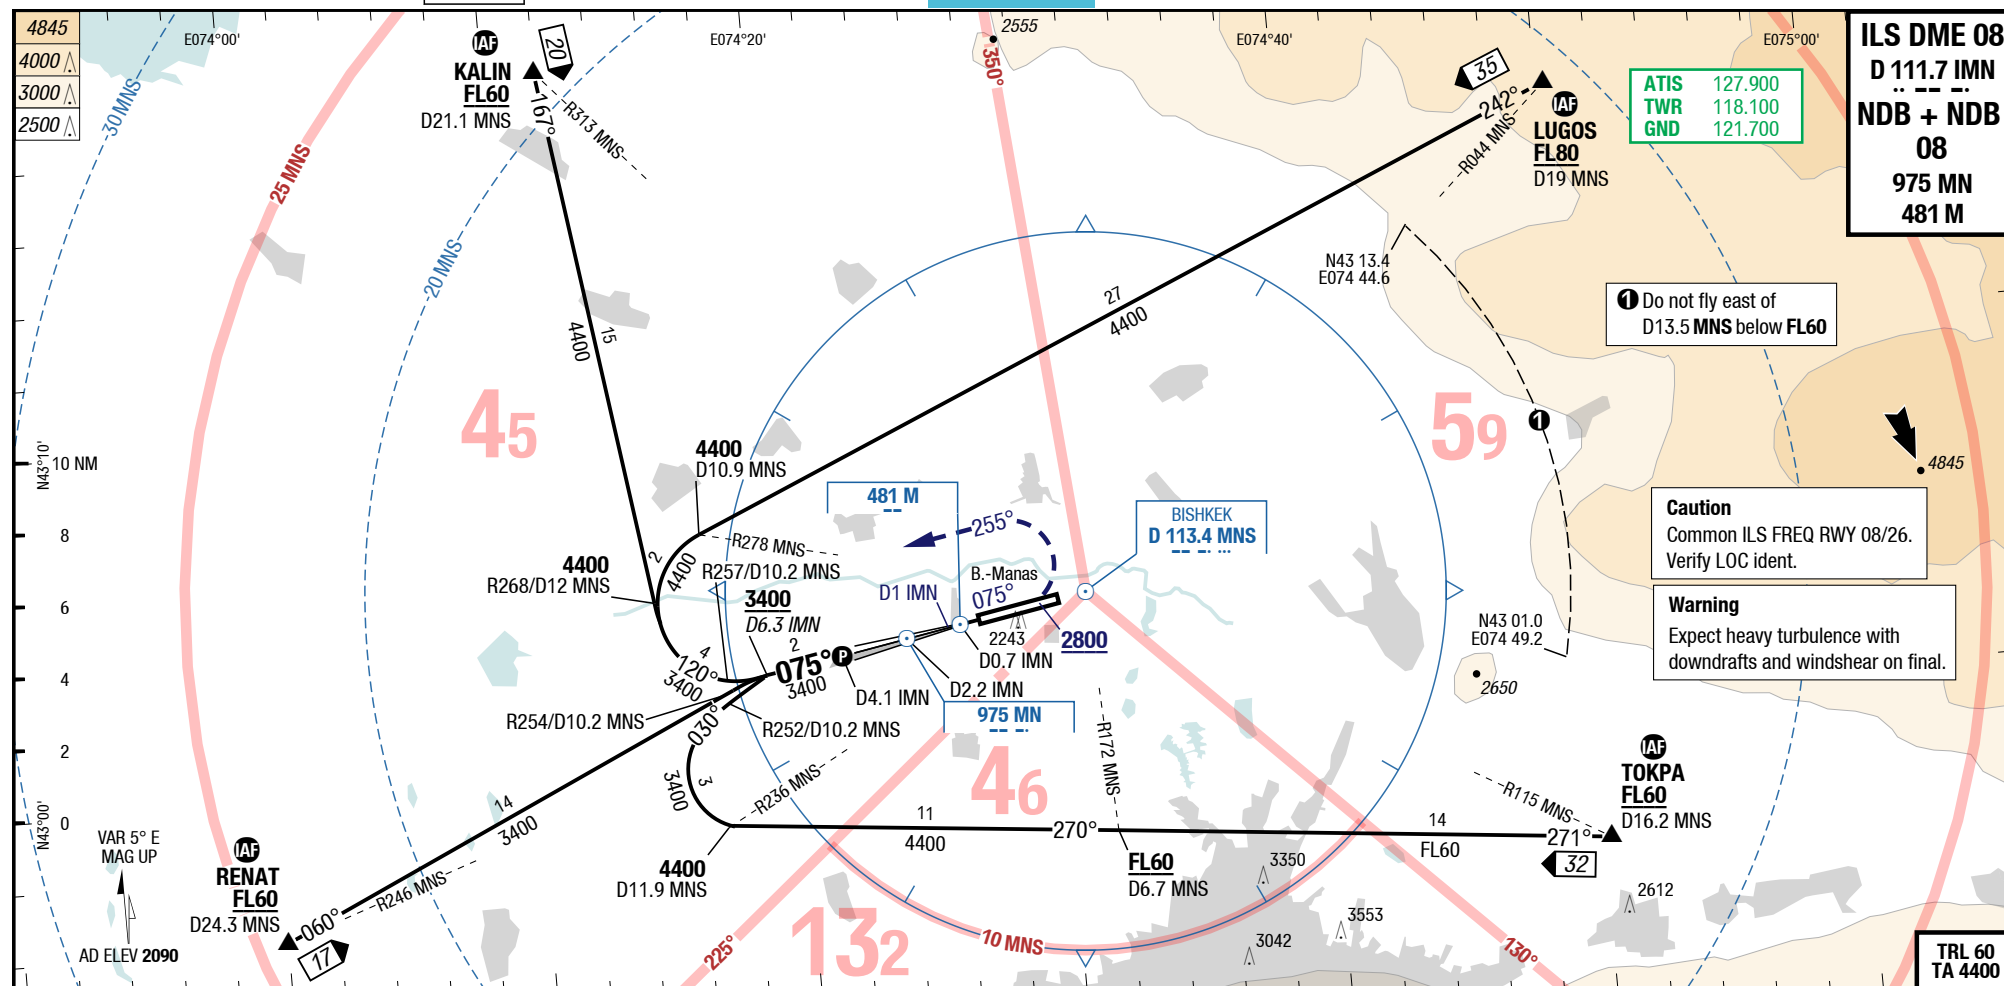 4845
4000
3000
2500
E074°00'
E074°20'
E074°40'
E075°00'
30 MNS
25 MNS
20 MNS
IAF
KALIN
FL60
D21.1 MNS
20
167°
R313 MNS
350°
2555
35
242°
IAF
LUGOS
FL80
D19 MNS
R044 MNS
ATIS 127.900
TWR 118.100
GND 121.700
ILS DME 08
D 111.7 IMN
NDB + NDB
08
975 MN
481 M
N43 13.4
E074 44.6
1 Do not fly east of
D13.5 MNS below FL60
15
4400
27
4400
45
59
1
4845
N43°10'
10 NM
8
6
4
2
0
N43°00'
4400
D10.9 MNS
481 M
255°
BISHKEK
D 113.4 MNS
Caution
Common ILS FREQ RWY 08/26.
Verify LOC ident.
Warning
Expect heavy turbulence with
downdrafts and windshear on final.
2
4400
R278 MNS
4400
R268/D12 MNS
R257/D10.2 MNS
3400
D6.3 IMN
D1 IMN
B.-Manas
075°
2243
2800
D0.7 IMN
N43 01.0
E074 49.2
2650
4
120°
3400
2
075°
3400
P
D4.1 IMN
D2.2 IMN
975 MN
R254/D10.2 MNS
R252/D10.2 MNS
030°
3
3400
R236 MNS
R172 MNS
46
14
3400
11
4400
270°
14
FL60
271°
32
R115 MNS
IAF
TOKPA
FL60
D16.2 MNS
VAR 5° E
MAG UP
AD ELEV 2090
IAF
RENAT
FL60
D24.3 MNS
060°
17
R246 MNS
4400
D11.9 MNS
FL60
D6.7 MNS
3350
3553
3042
2612
132
225°
10 MNS
130°
TRL 60
TA 4400